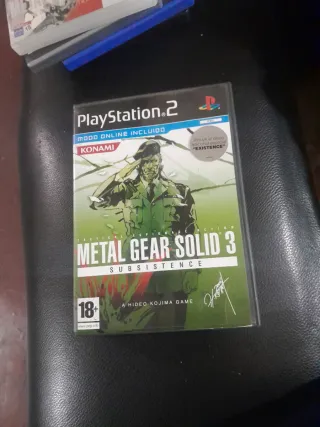 PlayStation 2
MODO ONLINE INCLUIDO
KONAMI
"EXISTENCE"
METAL GEAR SOLID 3
SUBSISTENCE
A HIDEO KOJIMA GAME
18+